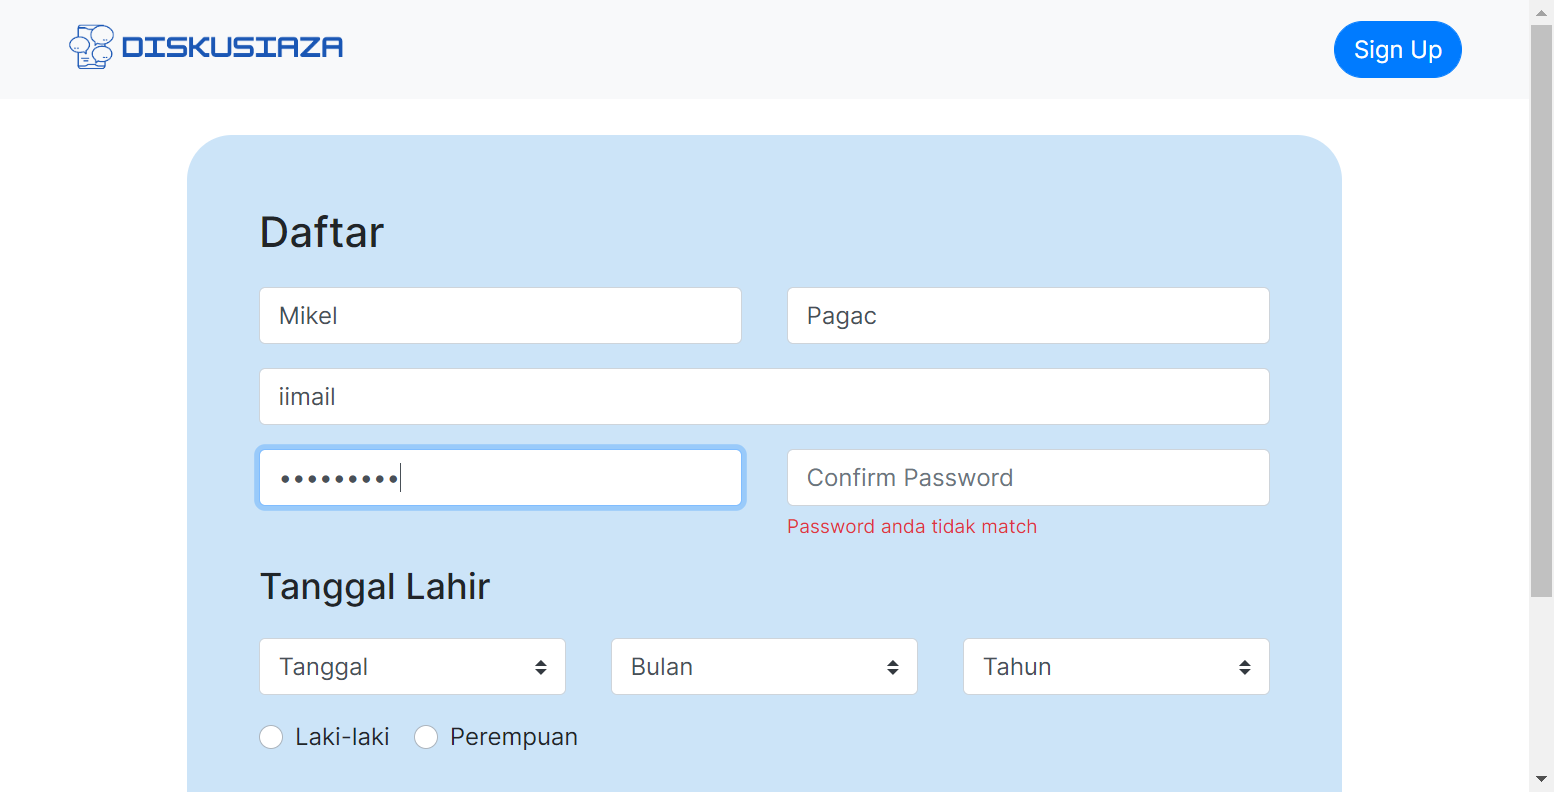 DISKUSIAZA
Sign Up
Daftar
Mikel
Pagac
iimail
•••••••••
Confirm Password
Password anda tidak match
Tanggal Lahir
Tanggal
Bulan
Tahun
Laki-laki
Perempuan